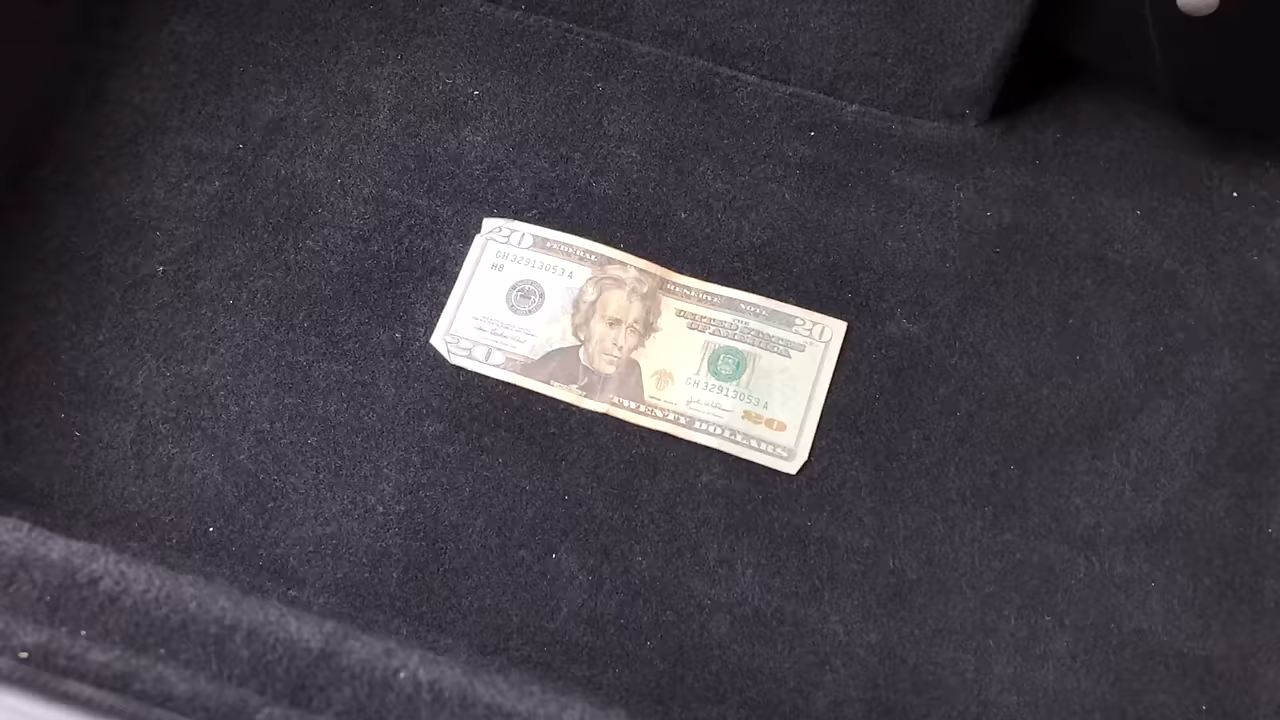 20
FEDERAL RESERVE NOTE
GH 32913053 A
H8
THE
UNITED STATES
OF AMERICA
20
GH 32913053 A
20
20
TWENTY DOLLARS